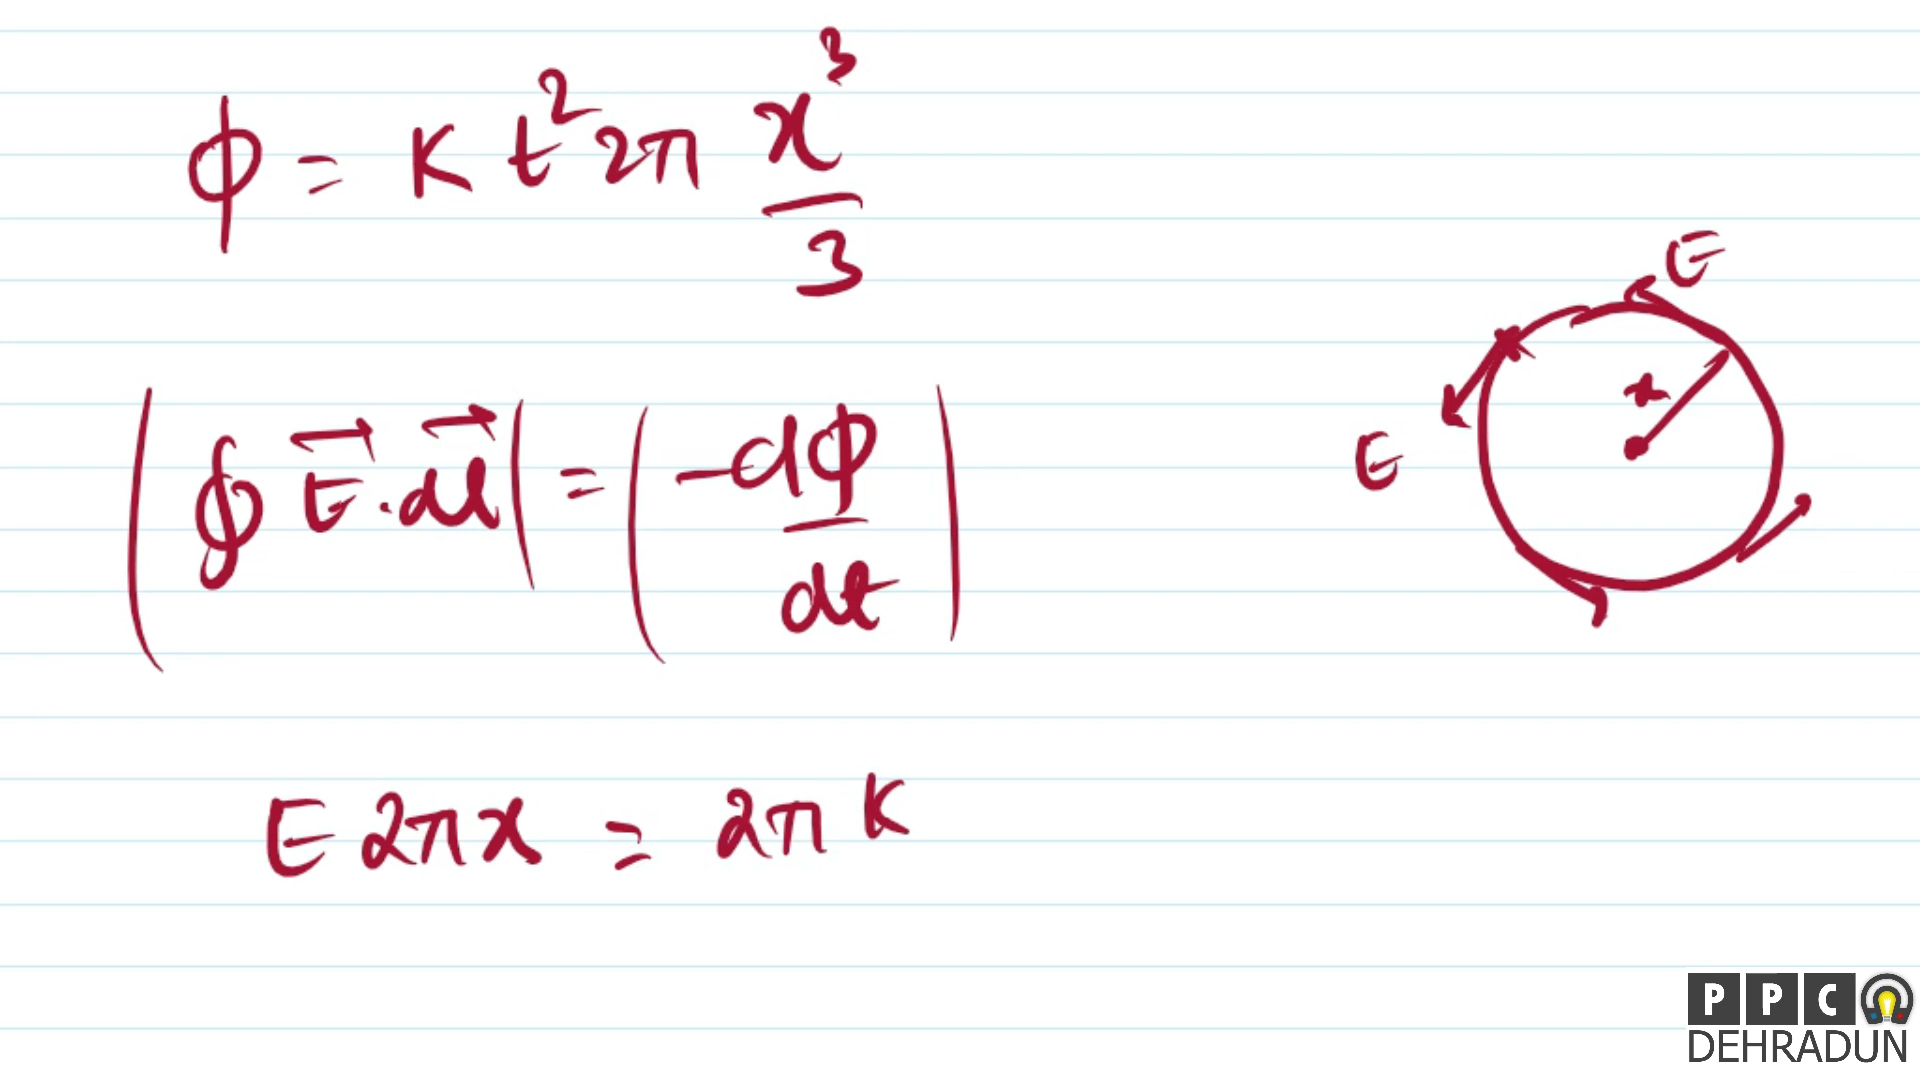 ϕ = K t² 2π x³/3
|∮ E⃗ . dl⃗| = |-dϕ/dt|
E 2πx = 2π K
E
x
E
PPC
DEHRADUN